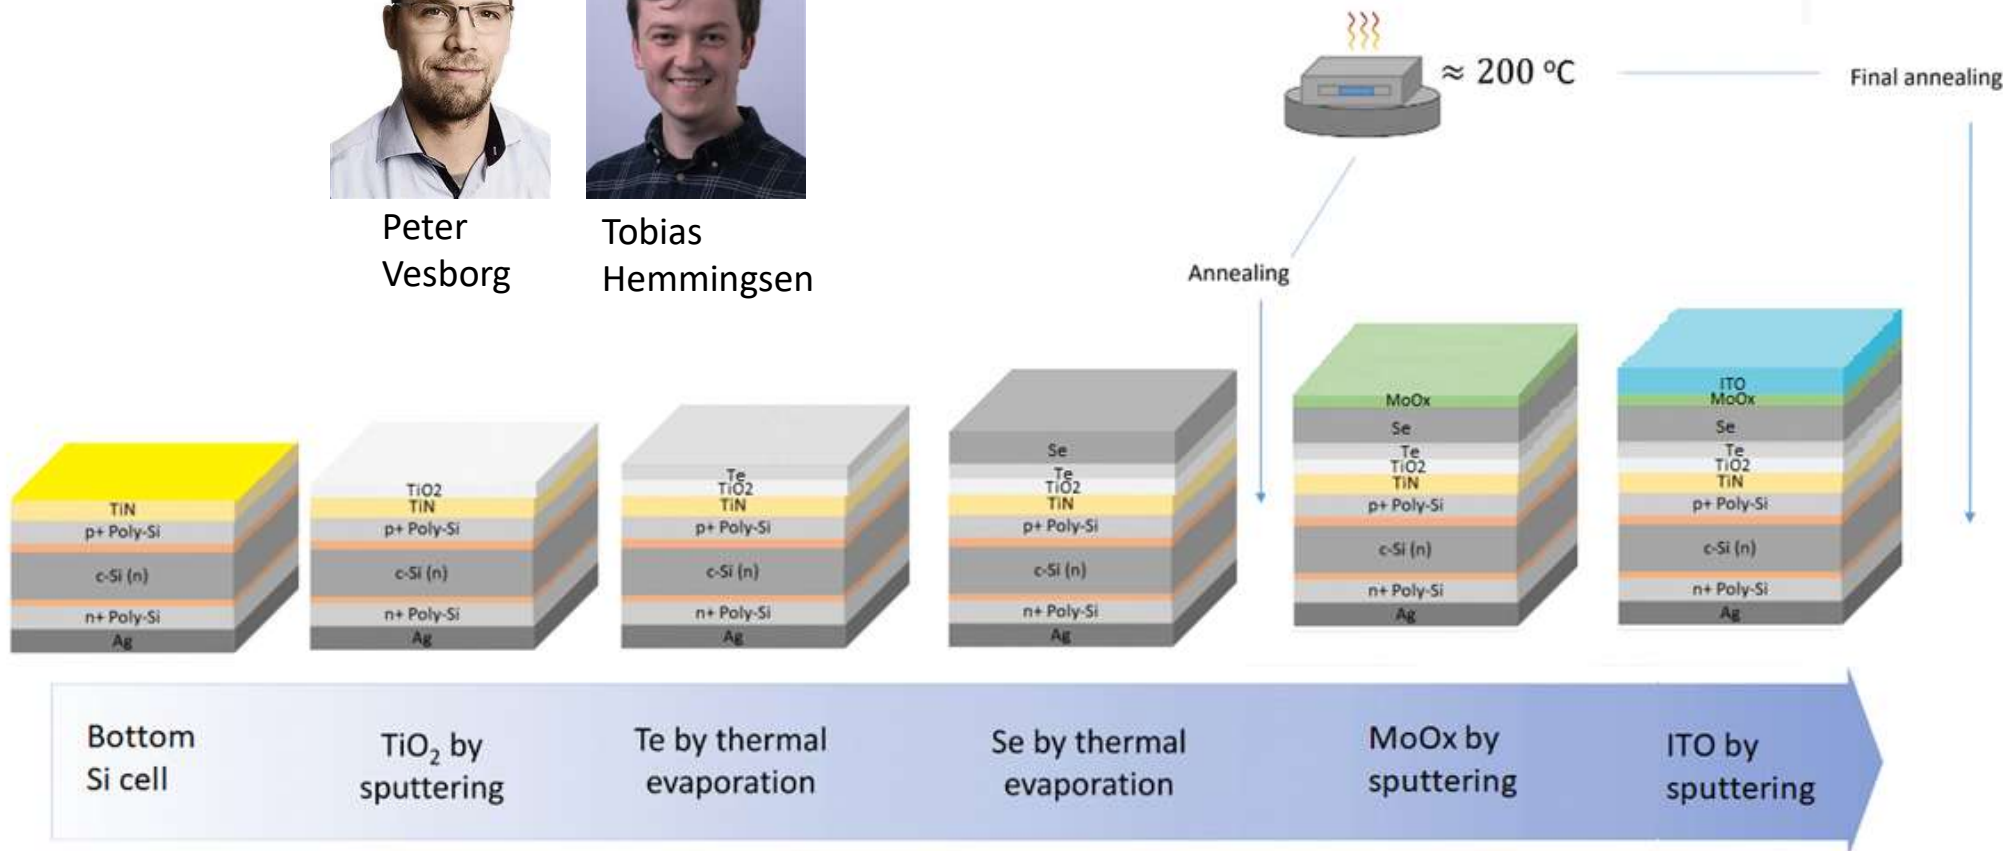 Peter
Vesborg
Tobias
Hemmingsen
≈ 200 °C
Final annealing
Annealing
TiN
p+ Poly-Si
c-Si (n)
n+ Poly-Si
Ag
TiO2
TiN
p+ Poly-Si
c-Si (n)
n+ Poly-Si
Ag
Te
TiO2
TiN
p+ Poly-Si
c-Si (n)
n+ Poly-Si
Ag
Se
Te
TiO2
TiN
p+ Poly-Si
c-Si (n)
n+ Poly-Si
Ag
MoOx
Se
Te
TiO2
TiN
p+ Poly-Si
c-Si (n)
n+ Poly-Si
Ag
ITO
MoOx
Se
Te
TiO2
TiN
p+ Poly-Si
c-Si (n)
n+ Poly-Si
Ag
Bottom
Si cell
TiO₂ by
sputtering
Te by thermal
evaporation
Se by thermal
evaporation
MoOx by
sputtering
ITO by
sputtering